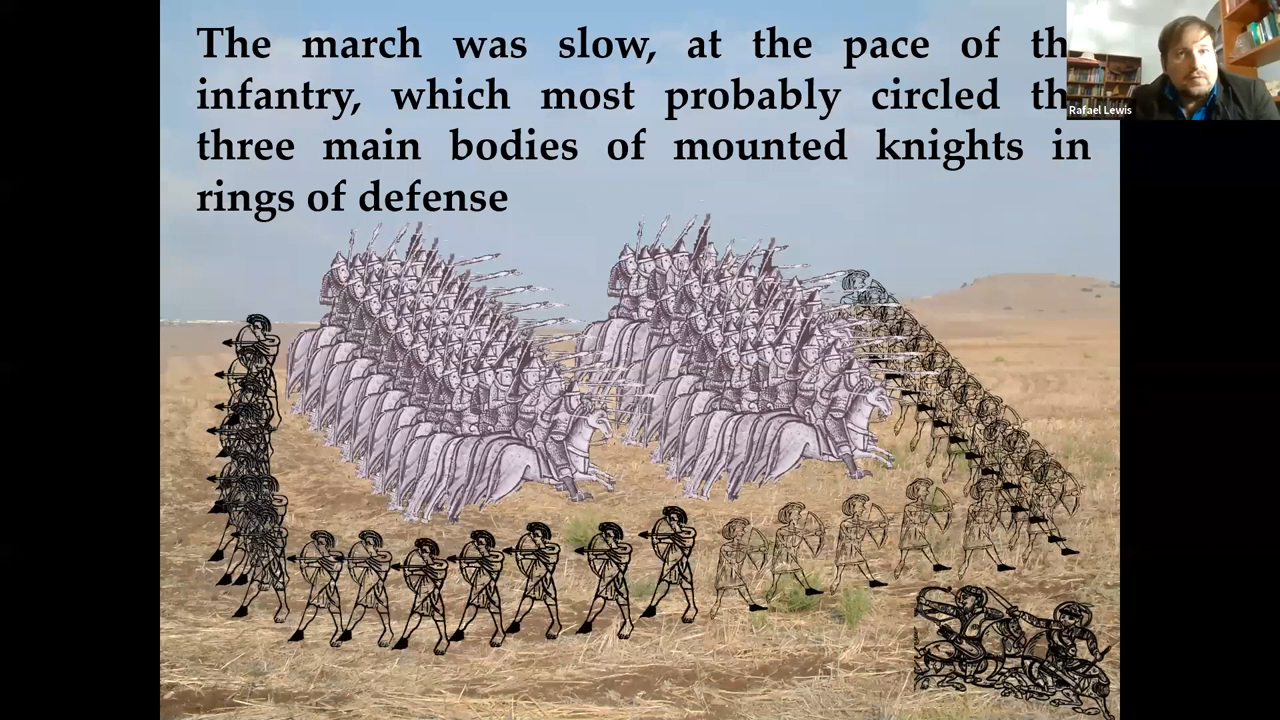 The march was slow, at the pace of th
infantry, which most probably circled th
three main bodies of mounted knights in
rings of defense
Rafael Lewis